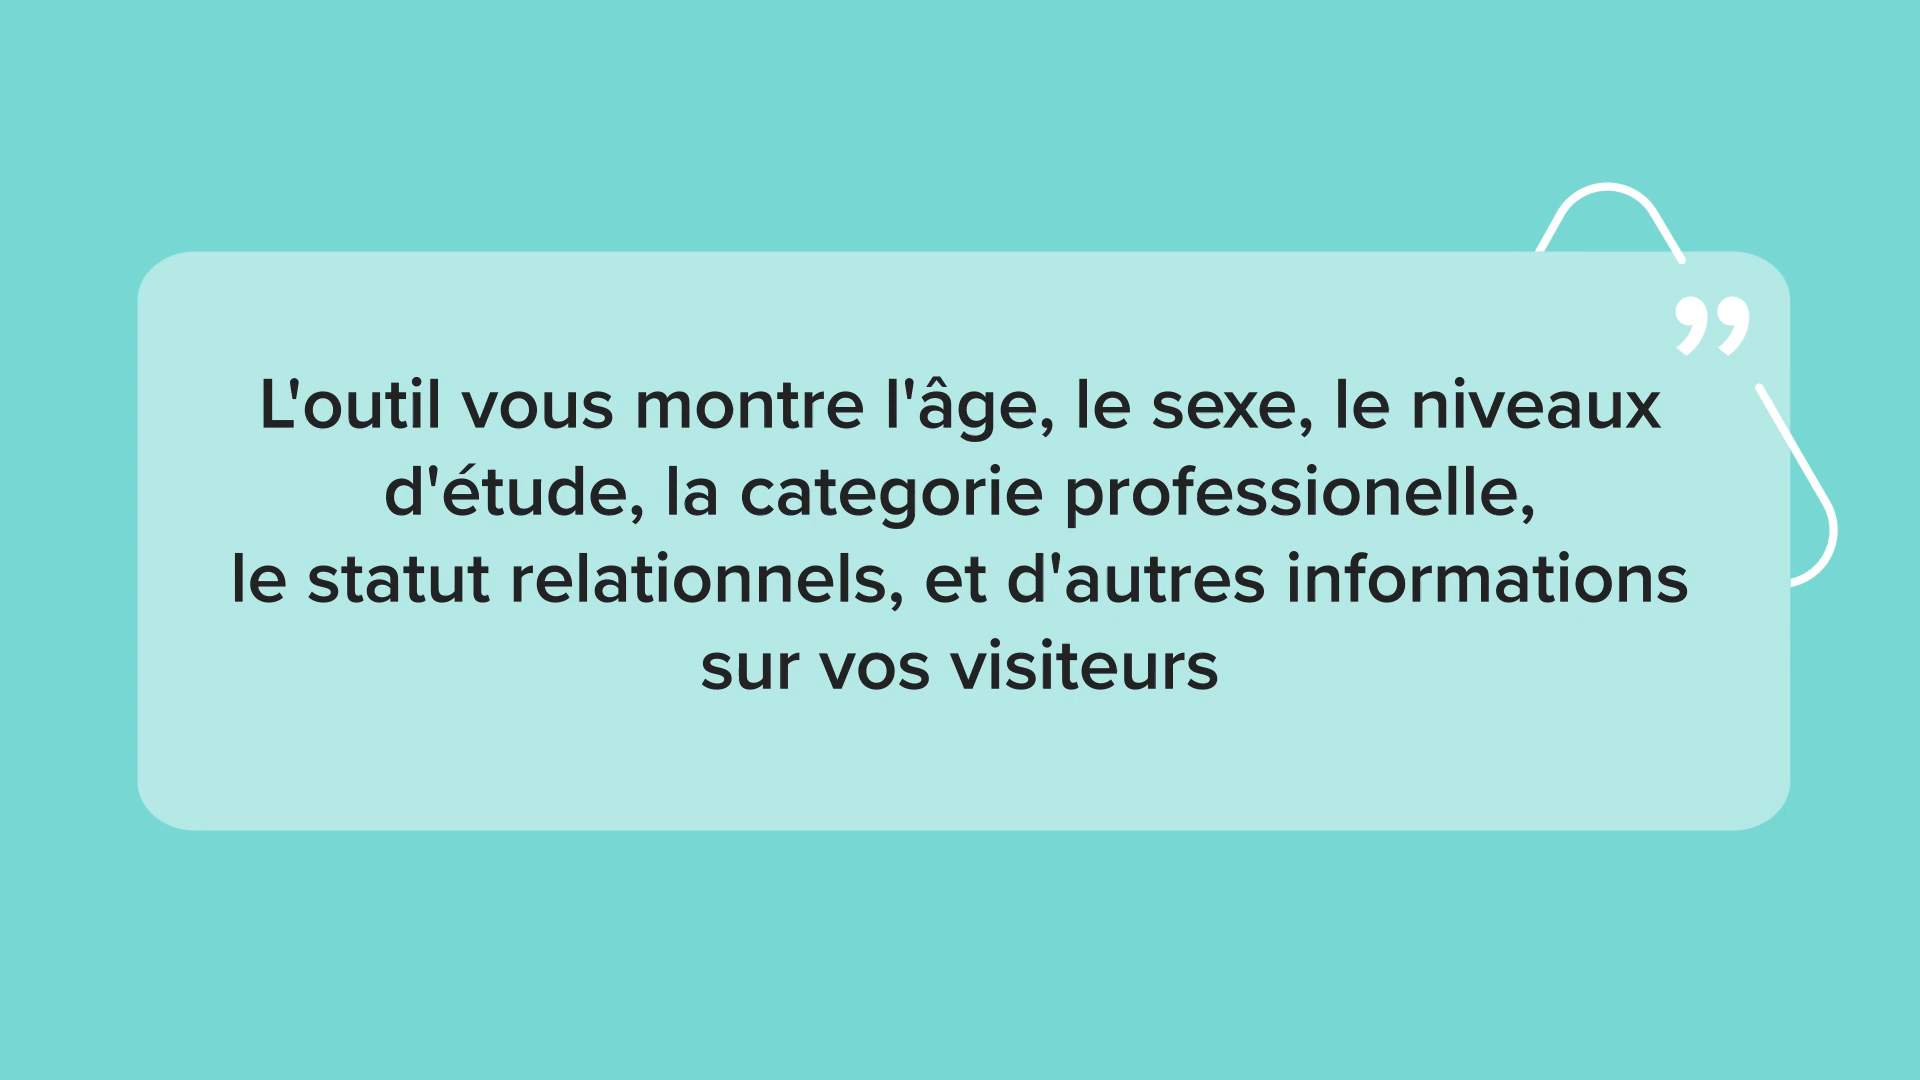 L'outil vous montre l'âge, le sexe, le niveaux
d'étude, la categorie professionelle,
le statut relationnels, et d'autres informations
sur vos visiteurs